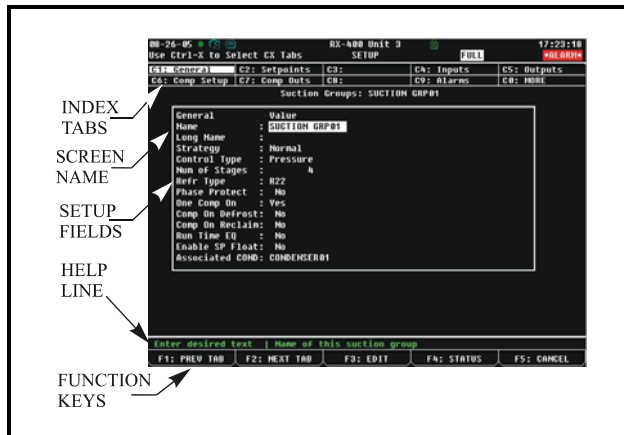 08-26-05 RX-400 Unit 3 17:23:18
Use Ctrl-X to Select CX Tabs SETUP FULL *ALARM*
C1: General C2: Setpoints C3: C4: Inputs C5: Outputs
C6: Comp Setup C7: Comp Outs C8: C9: Alarms C0: MORE
Suction Groups: SUCTION GRP01
INDEX
TABS
SCREEN
NAME
SETUP
FIELDS
HELP
LINE
FUNCTION
KEYS
General Value
Name : SUCTION GRP01
Long Name :
Strategy : Normal
Control Type : Pressure
Num of Stages : 4
Refr Type : R22
Phase Protect : No
One Comp On : Yes
Comp On Defrost: No
Comp On Reclaim: No
Run Time EQ : No
Enable SP Float: No
Associated COND: CONDENSER01
Enter desired text | Name of this suction group
F1: PREV TAB F2: NEXT TAB F3: EDIT F4: STATUS F5: CANCEL